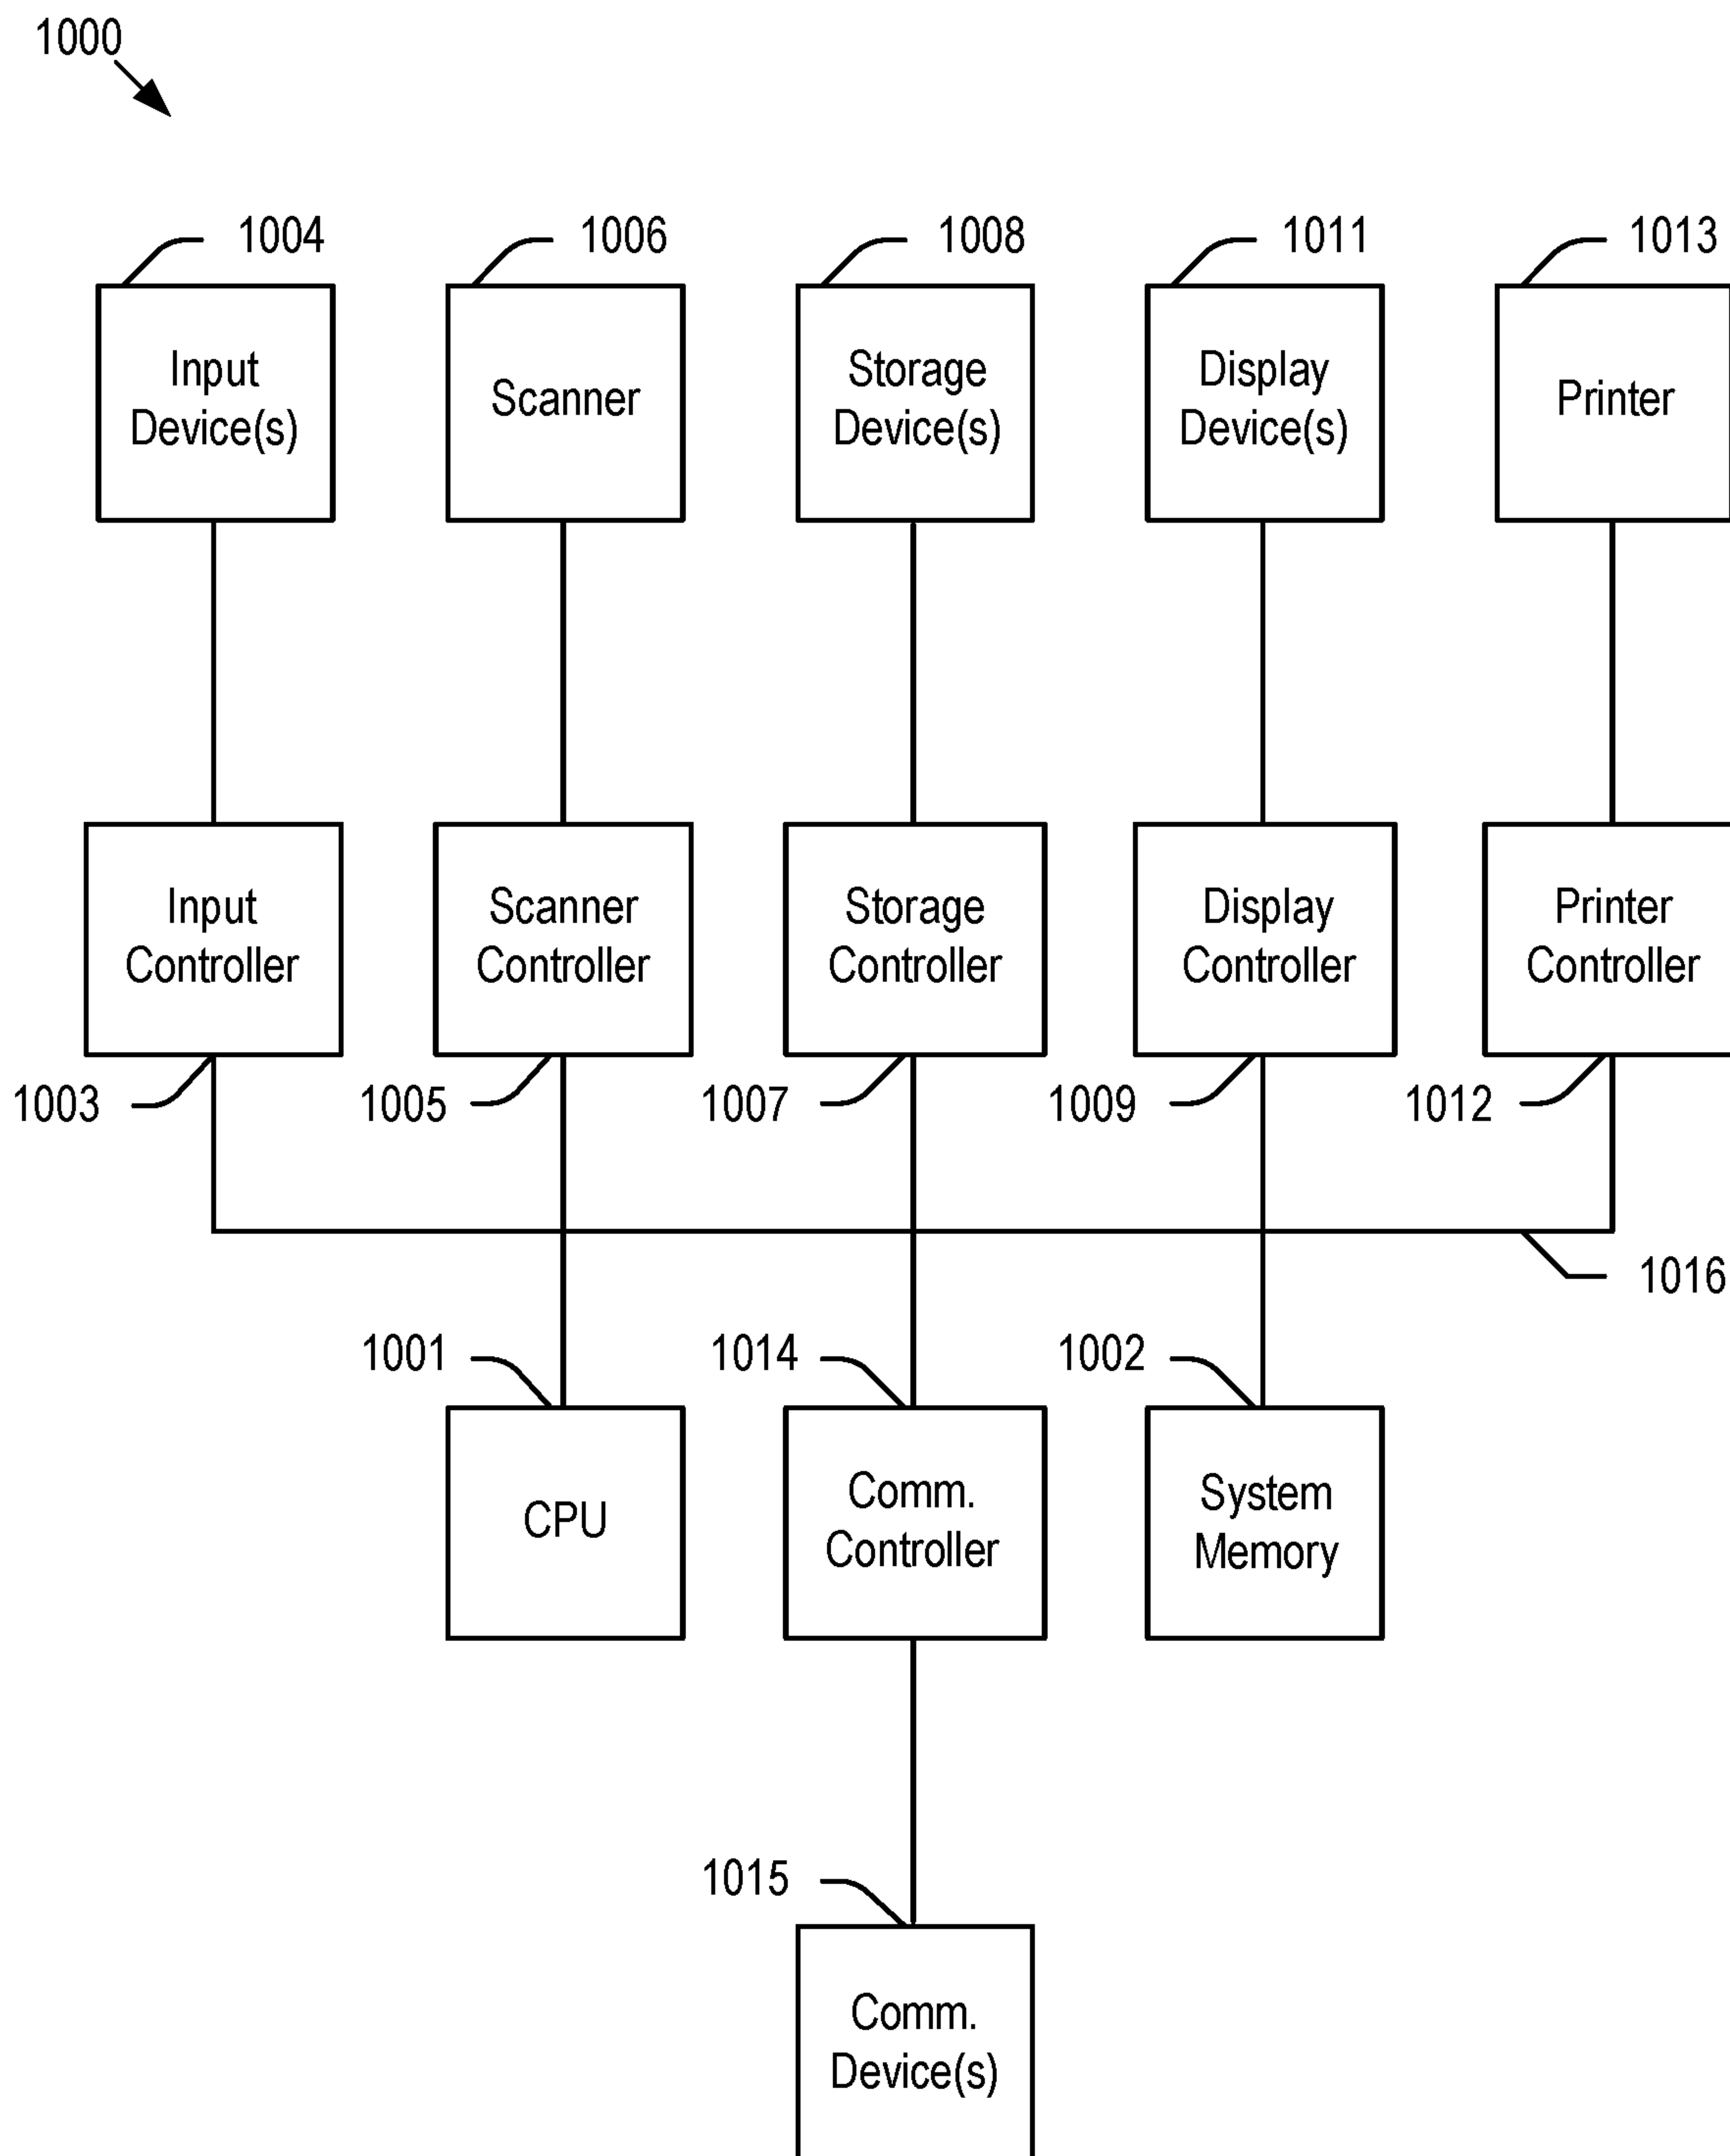 1000
1004
1006
1008
1011
1013
Input
Device(s)
Scanner
Storage
Device(s)
Display
Device(s)
Printer
Input
Controller
Scanner
Controller
Storage
Controller
Display
Controller
Printer
Controller
1003
1005
1007
1009
1012
1016
1001
1014
1002
CPU
Comm.
Controller
System
Memory
1015
Comm.
Device(s)